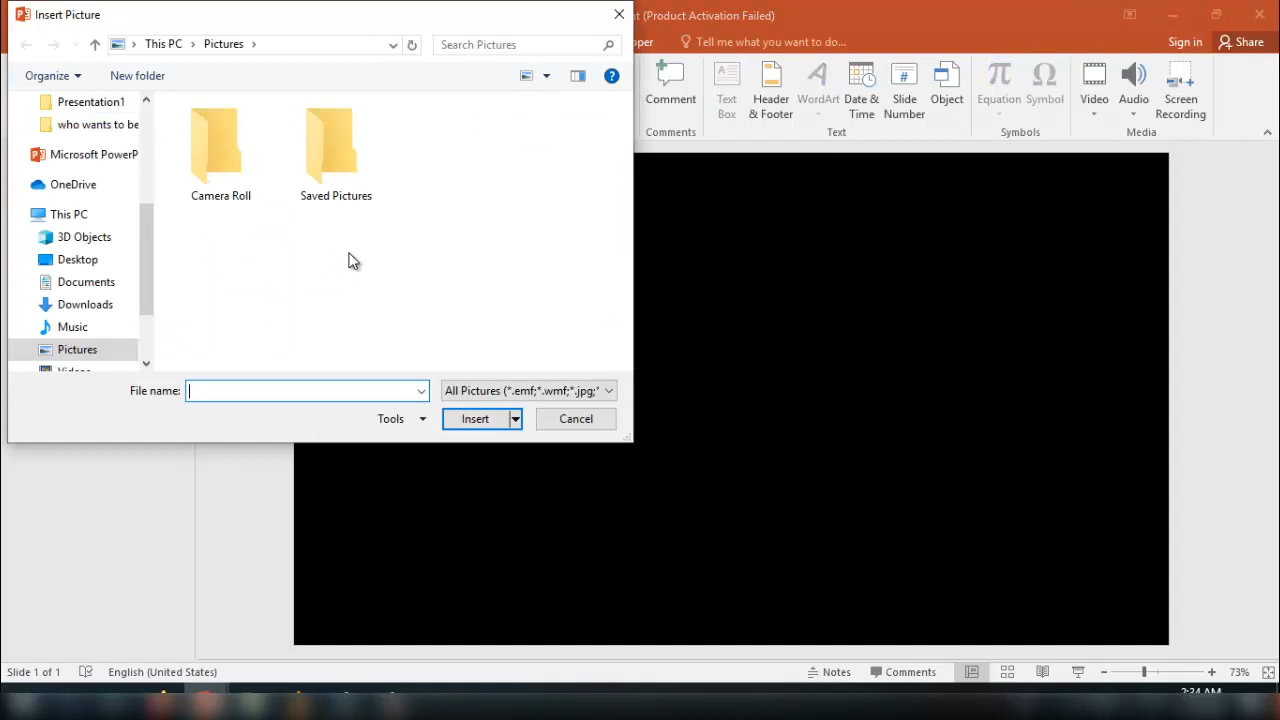 Insert Picture
t (Product Activation Failed)
This PC
Pictures
Search Pictures
oper
Tell me what you want to do...
Sign in
Share
Organize
New folder
Presentation1
who wants to be
Microsoft PowerP
OneDrive
This PC
3D Objects
Desktop
Documents
Downloads
Music
Pictures
Camera Roll
Saved Pictures
Comment
Text
Box
Header
& Footer
WordArt
Date &
Time
Slide
Number
Object
Equation
Symbol
Video
Audio
Screen
Recording
Comments
Text
Symbols
Media
File name:
All Pictures (*.emf;*.wmf;*.jpg;*
Tools
Insert
Cancel
Slide 1 of 1
English (United States)
Notes
Comments
73%